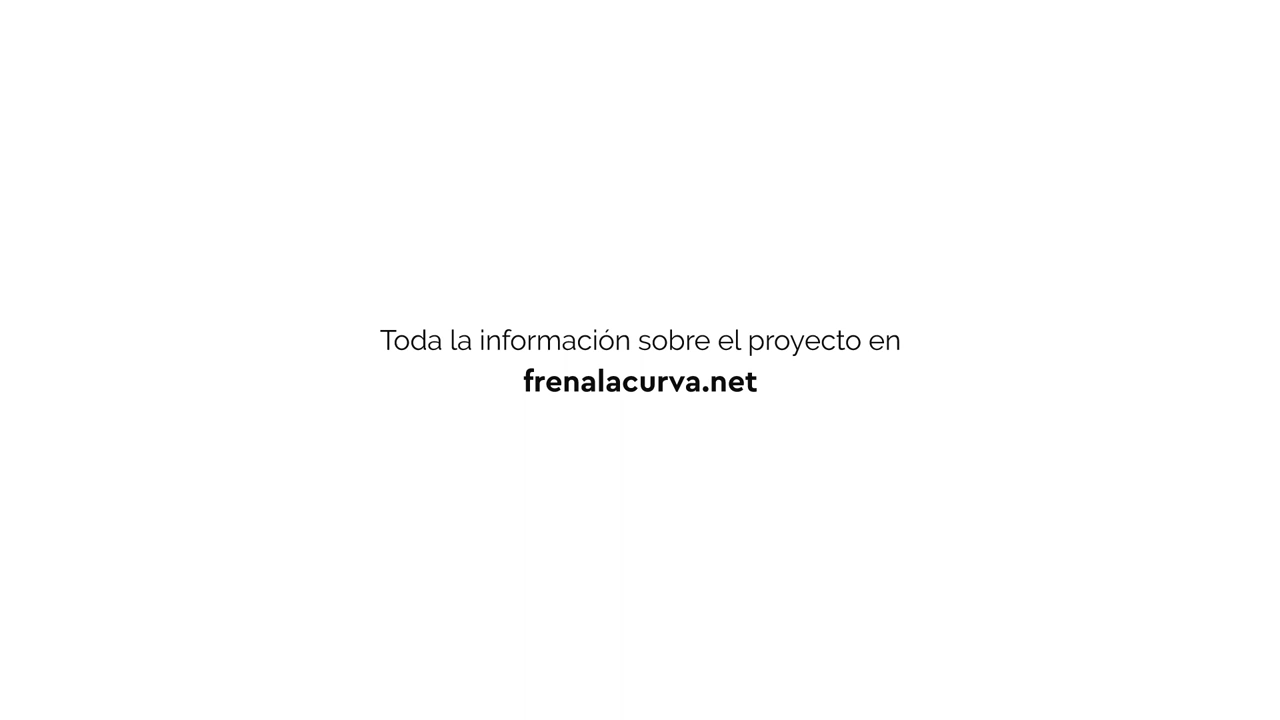 Toda la información sobre el proyecto en
frenalacurva.net